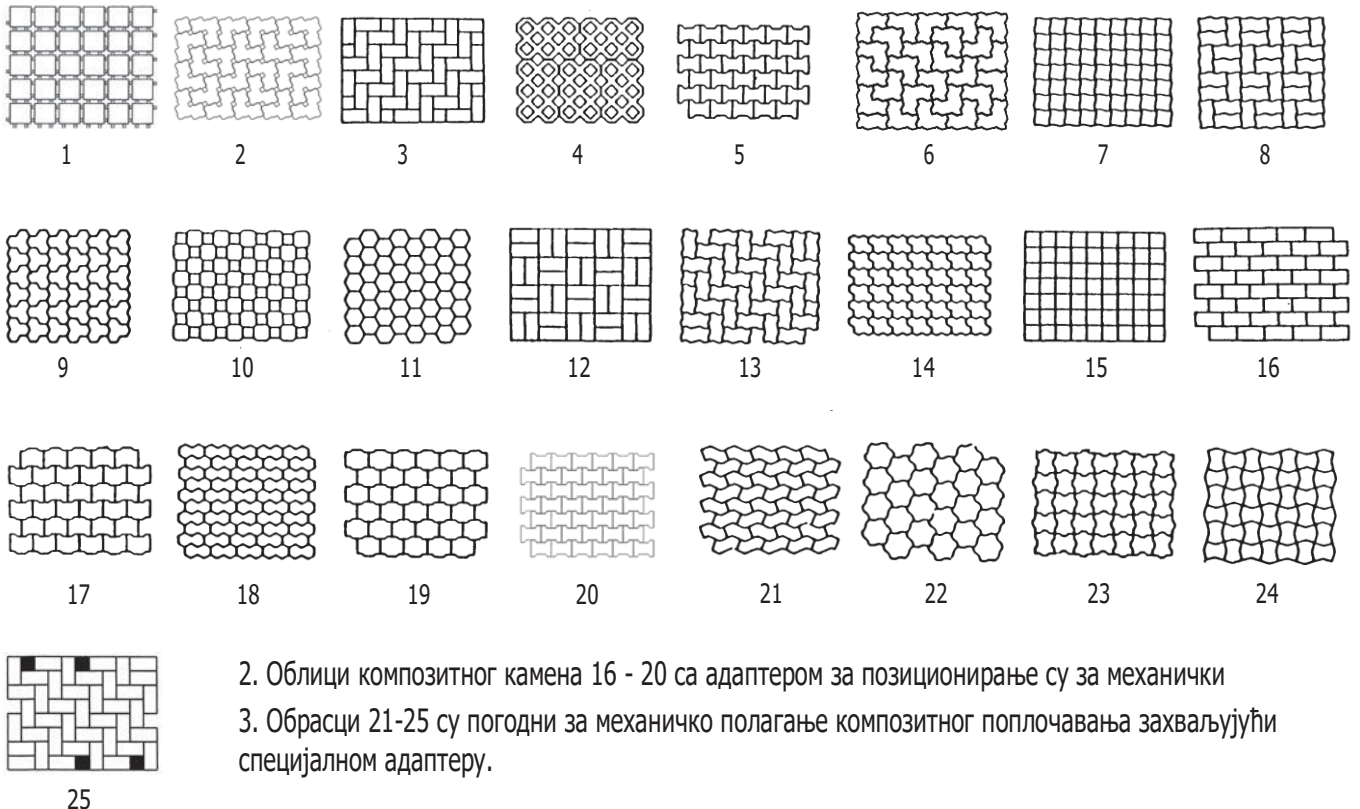 1 2 3 4 5 6 7 8
9 10 11 12 13 14 15 16
17 18 19 20 21 22 23 24
2. Облици композитног камена 16 - 20 са адаптером за позиционирање су за механички
3. Обрасци 21-25 су погодни за механичко полагање композитног поплочавања захваљујући
специјалном адаптеру.
25